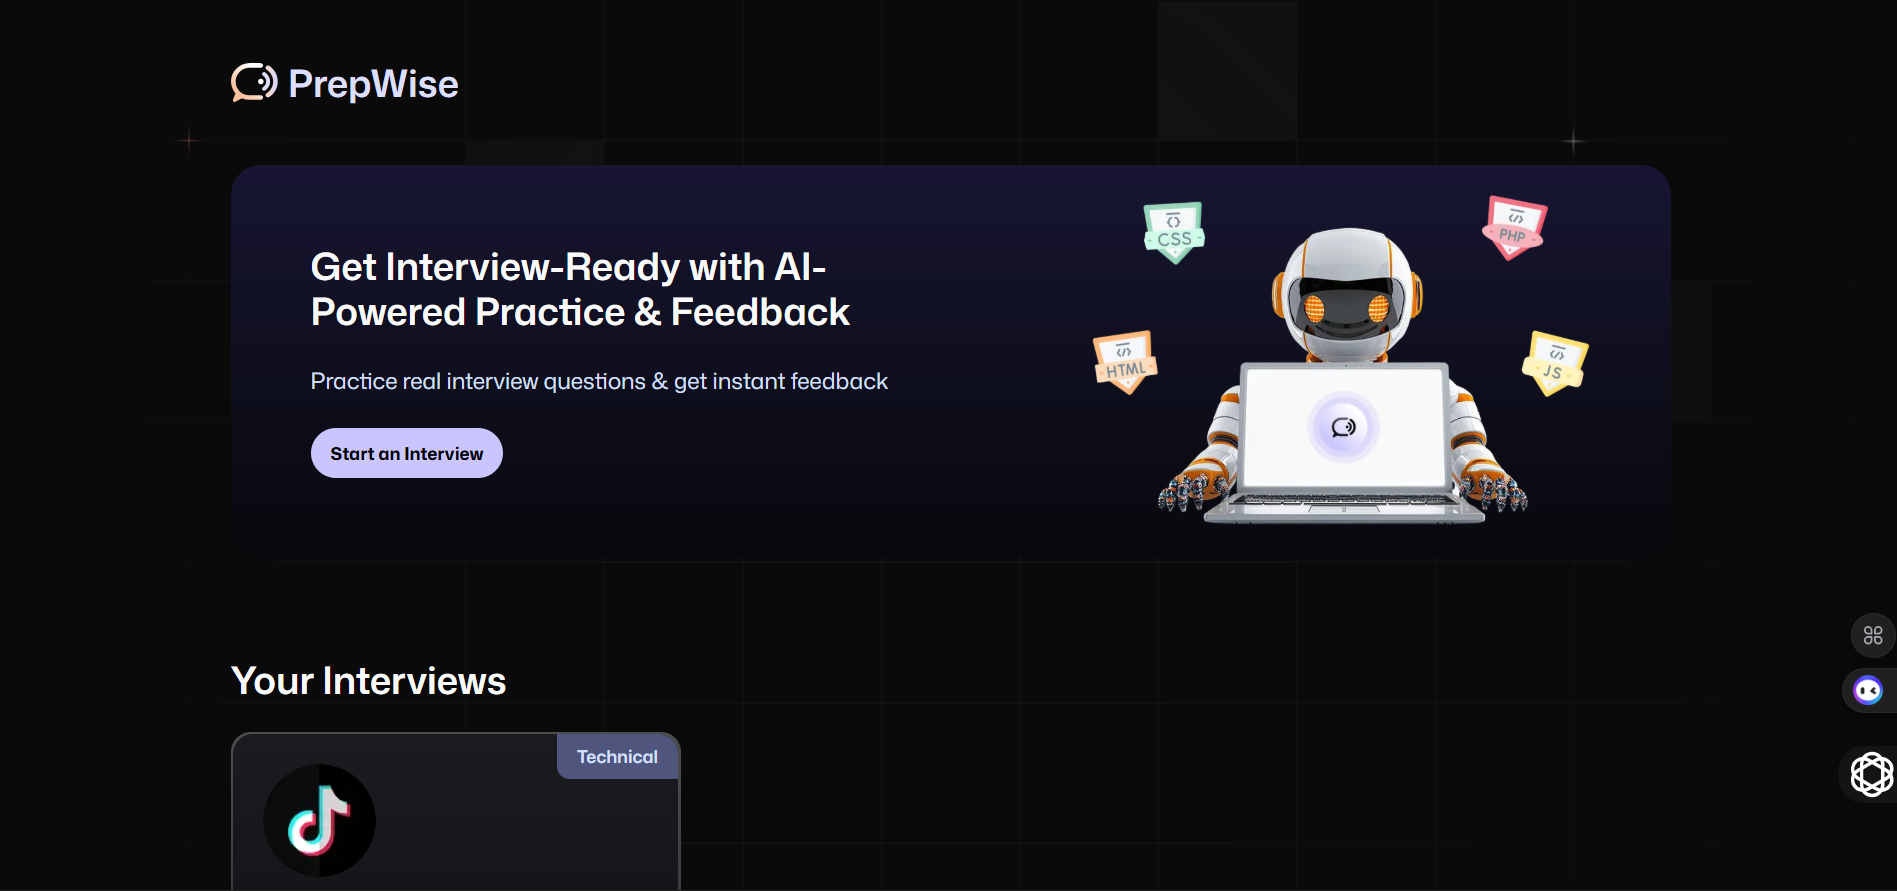 PrepWise
Get Interview-Ready with AI-
Powered Practice & Feedback
Practice real interview questions & get instant feedback
Start an Interview
CSS
PHP
HTML
JS
Your Interviews
Technical